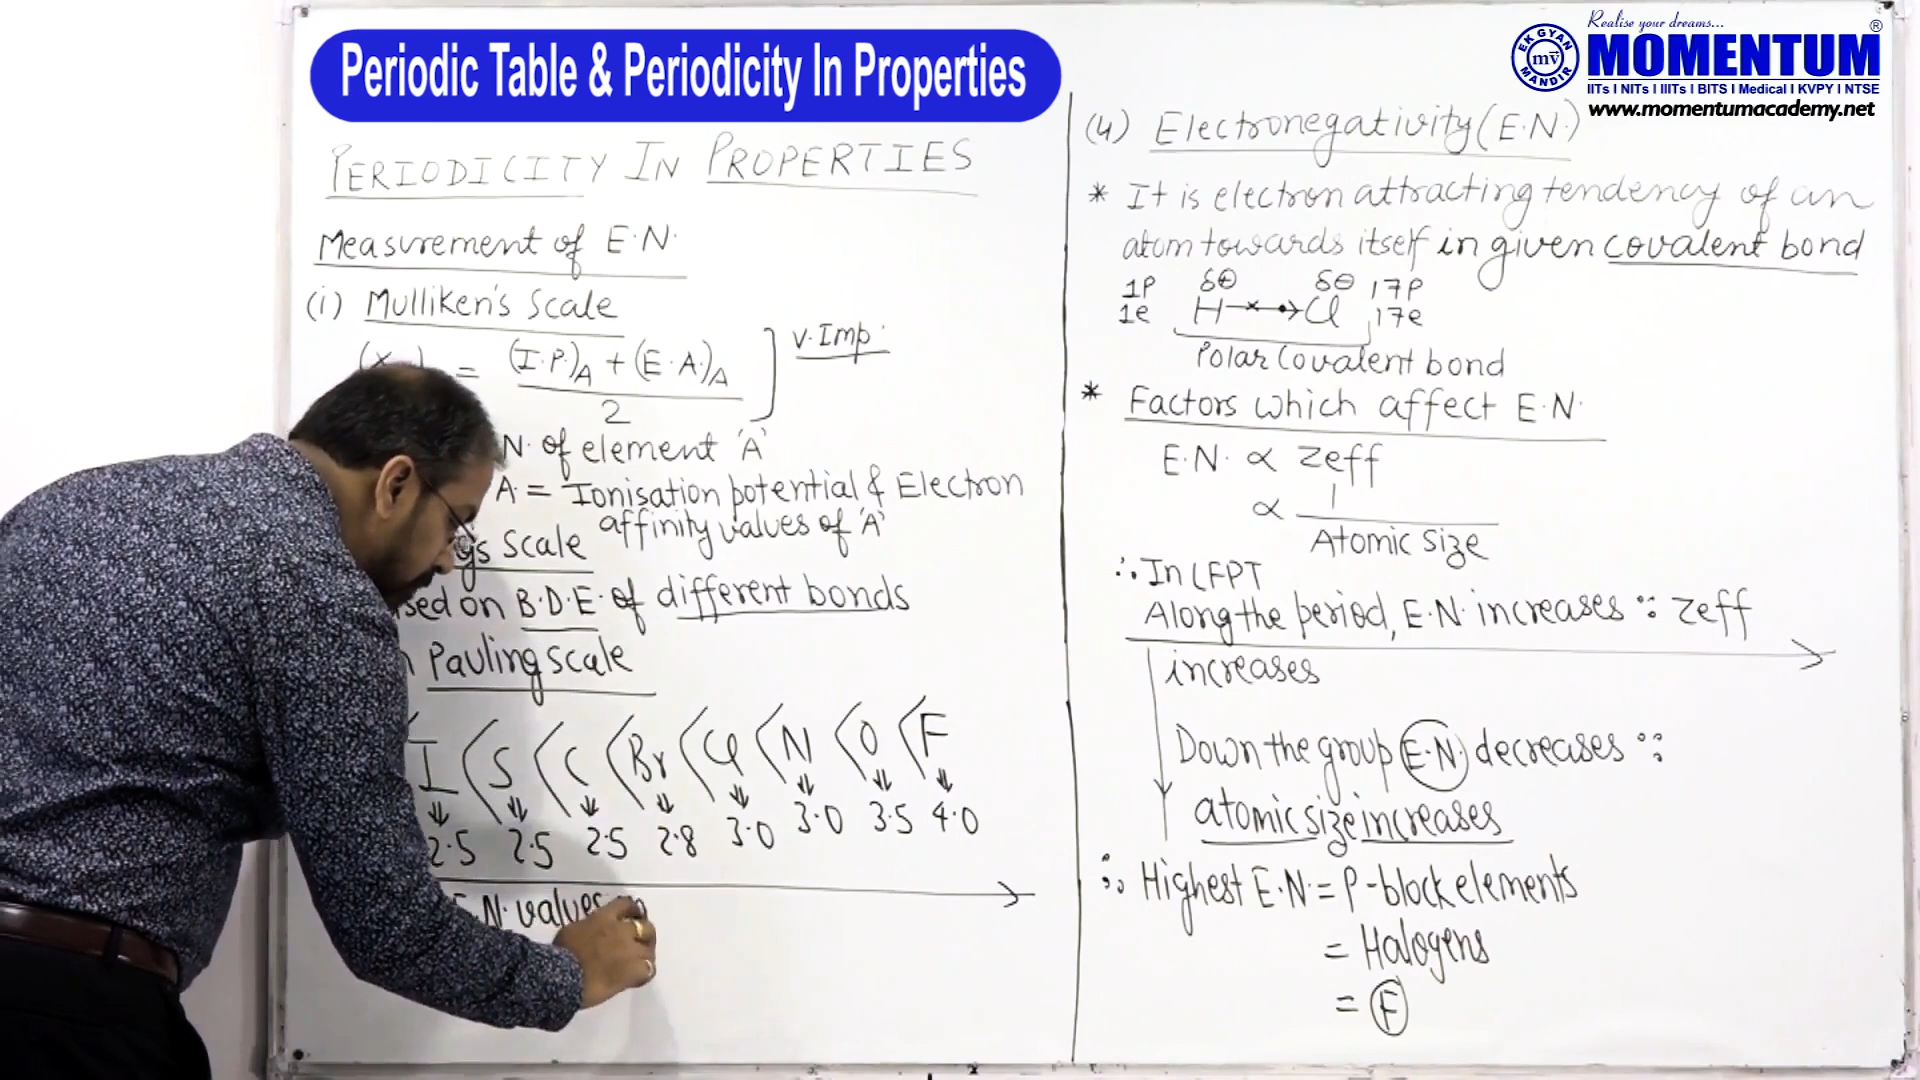 Periodic Table & Periodicity In Properties
Realise your dreams...
EK GYAN MANDIR
mv
MOMENTUM ®
IITs I NITs I IIITs I BITS I Medical I KVPY I NTSE
www.momentumacademy.net
PERIODICITY IN PROPERTIES
Measurement of E.N.
(i) Mulliken's Scale
= (I.P.)A + (E.A.)A
2
V.Imp.
N. of element 'A'
A. = Ionisation potential & Electron
affinity values of 'A'
g's Scale
sed on B.D.E. of different bonds
Pauling scale
I < S < C < Br < Cl < N < O < F
2.5 2.5 2.5 2.8 3.0 3.0 3.5 4.0
E.N. values
(4) Electronegativity (E.N.)
* It is electron attracting tendency of an
atom towards itself in given covalent bond
1P δ⊕ δ⊖ 17P
1e H Cl 17e
Polar Covalent bond
* Factors which affect E.N.
E.N. ∝ Zeff
∝ 1
Atomic size
∴ In LFPT
Along the period, E.N. increases ∵ Zeff
increases
Down the group E.N. decreases ∵
atomic size increases
∴ Highest E.N. = P-block elements
= Halogens
= F